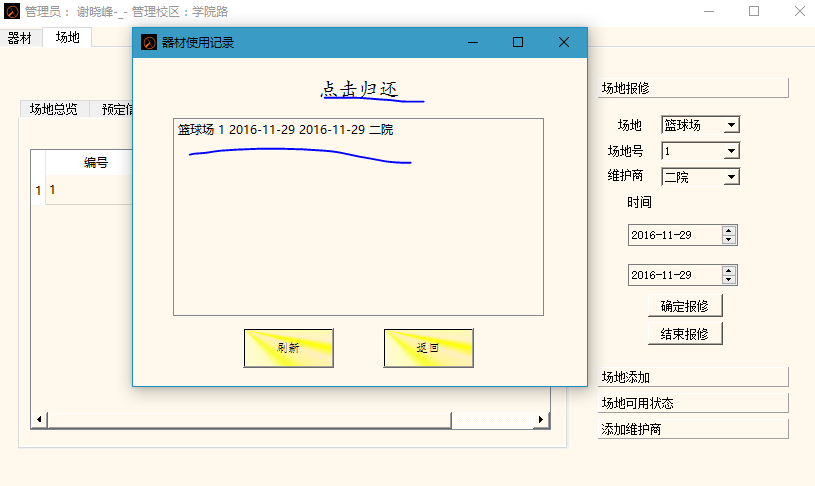 管理员： 谢晓峰-_- 管理校区：学院路
器材 场地
器材使用记录
点击归还
篮球场 1 2016-11-29 2016-11-29 二院
刷新 返回
场地总览 预定信
编号
1 1
场地报修
场地 篮球场
场地号 1
维护商 二院
时间
2016-11-29
2016-11-29
确定报修
结束报修
场地添加
场地可用状态
添加维护商